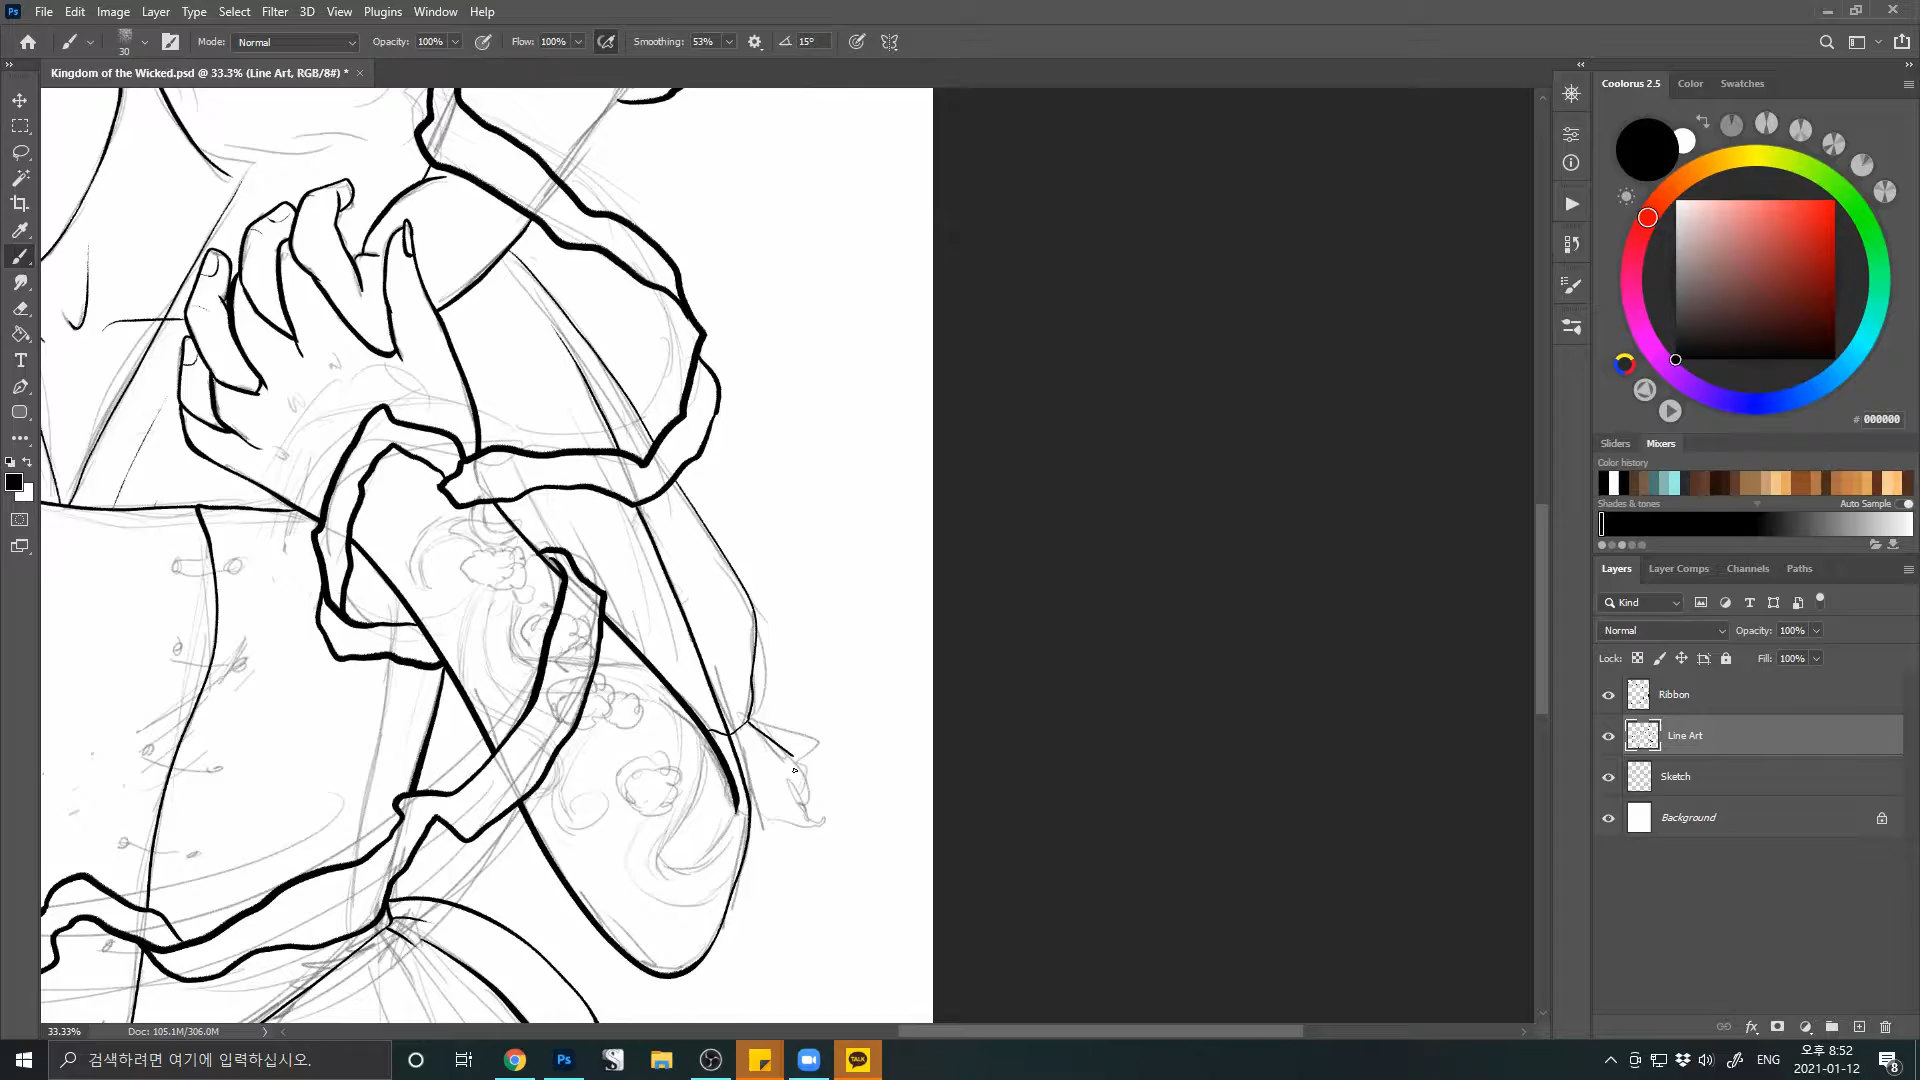 Ps File Edit Image Layer Type Select Filter 3D View Plugins Window Help
30 Mode: Normal Opacity: 100% Flow: 100% Smoothing: 53% 15°
Kingdom of the Wicked.psd @ 33.3% (Line Art, RGB/8#) * ×
Coolorus 2.5 Color Swatches
# 000000
Sliders Mixers
Color history
Shades & tones Auto Sample
Layers Layer Comps Channels Paths
Kind
Normal Opacity: 100%
Lock: Fill: 100%
Ribbon
Line Art
Sketch
Background
33.33% Doc: 105.1M/306.0M
검색하려면 여기에 입력하십시오.
Ps
TALK
ENG
오후 8:52
2021-01-12
8